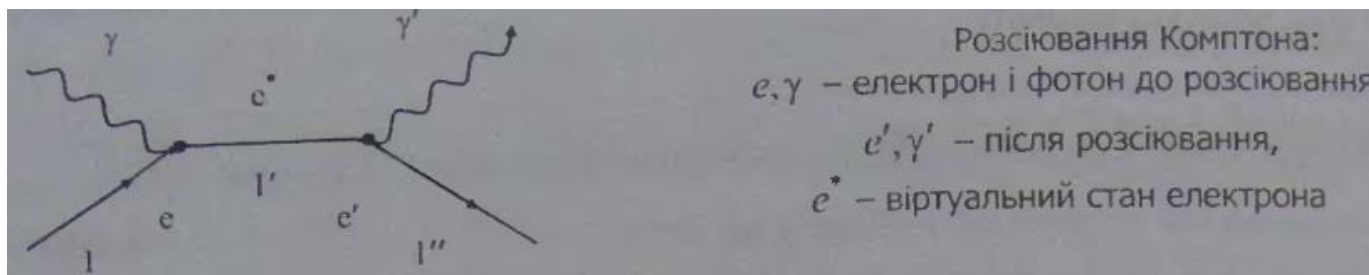 γ
γ'
e*
l'
e
e'
l
l''
Розсіювання Комптона:
e,γ – електрон і фотон до розсіювання
e',γ' – після розсіювання,
e* – віртуальний стан електрона